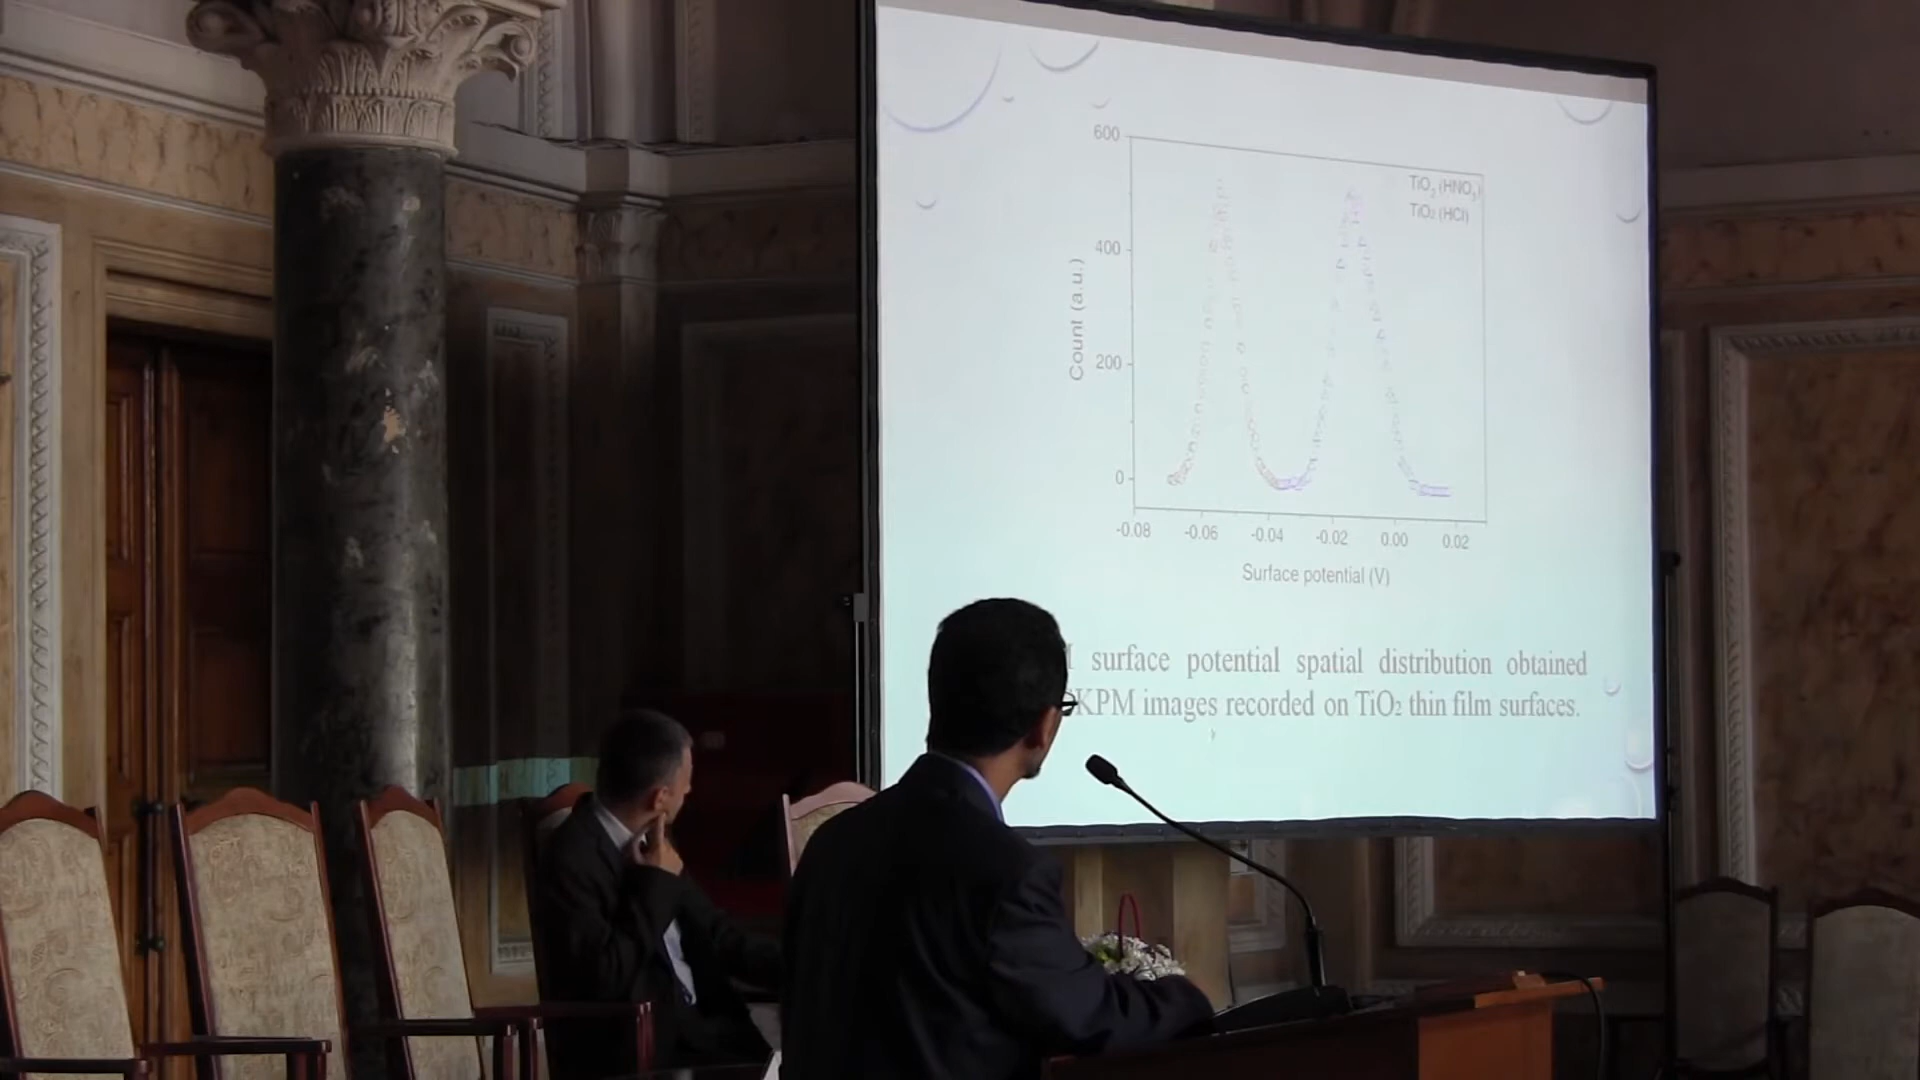 600
TiO2 (HNO3)
TiO2 (HCl)
400
Count (a.u.)
200
0
-0.08 -0.06 -0.04 -0.02 0.00 0.02
Surface potential (V)
surface potential spatial distribution obtained
KPM images recorded on TiO2 thin film surfaces.